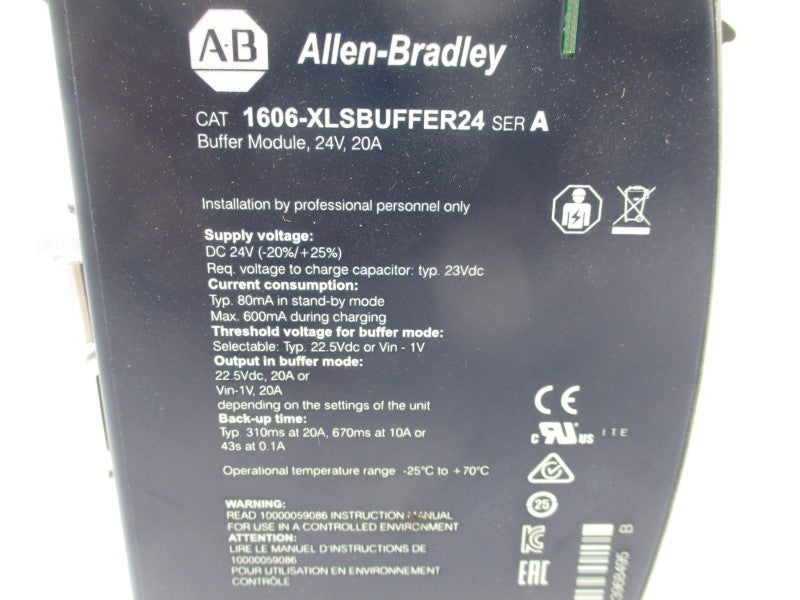 A·B Allen-Bradley
CAT 1606-XLSBUFFER24 SER A
Buffer Module, 24V, 20A
Installation by professional personnel only
Supply voltage:
DC 24V (-20%/+25%)
Req. voltage to charge capacitor: typ. 23Vdc
Current consumption:
Typ. 80mA in stand-by mode
Max. 600mA during charging
Threshold voltage for buffer mode:
Selectable: Typ. 22.5Vdc or Vin - 1V
Output in buffer mode:
22.5Vdc, 20A or
Vin-1V, 20A
depending on the settings of the unit
Back-up time:
Typ. 310ms at 20A, 670ms at 10A or
43s at 0.1A
Operational temperature range: -25°C to +70°C
WARNING:
READ 10000059086 INSTRUCTION MANUAL
FOR USE IN A CONTROLLED ENVIRONMENT
ATTENTION:
LIRE LE MANUEL D'INSTRUCTIONS DE
10000059086
POUR UTILISATION EN ENVIRONNEMENT
CONTRÔLE
CE
c RU us LTE
25
KC
EAC
B